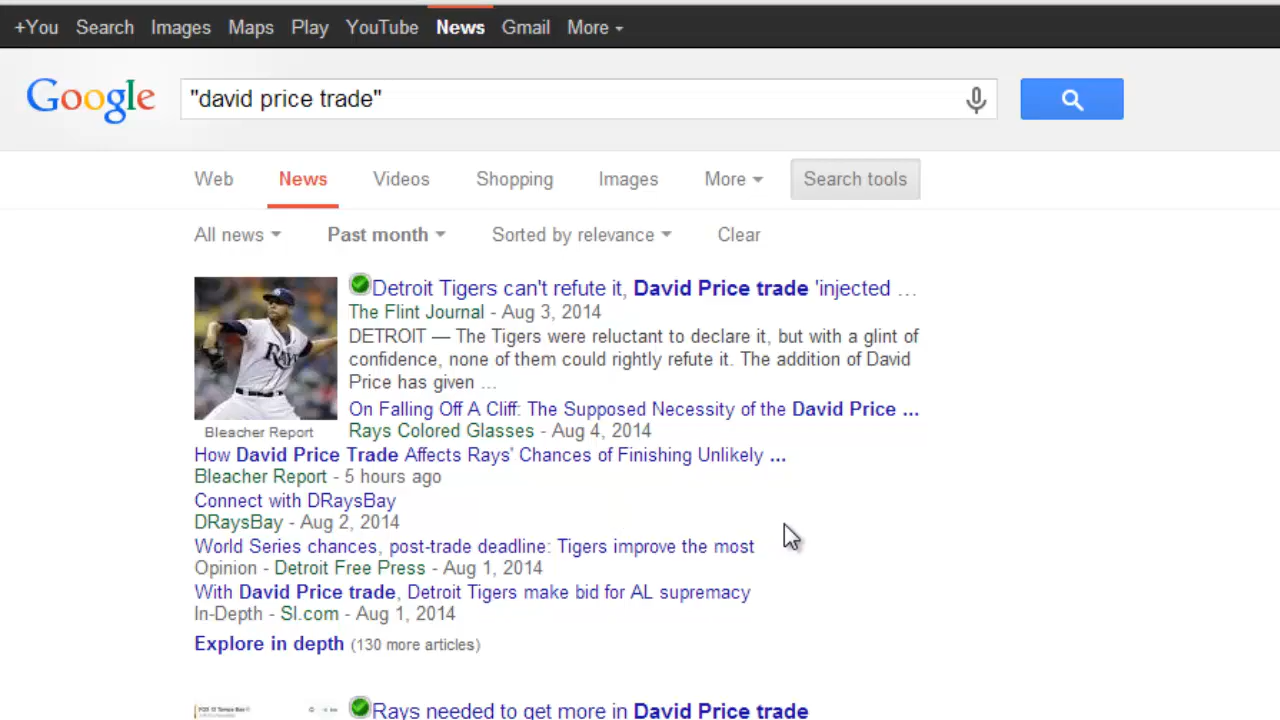 +You Search Images Maps Play YouTube News Gmail More
Google "david price trade"
Web News Videos Shopping Images More Search tools
All news Past month Sorted by relevance Clear
Detroit Tigers can't refute it, David Price trade 'injected ...
The Flint Journal - Aug 3, 2014
DETROIT — The Tigers were reluctant to declare it, but with a glint of
confidence, none of them could rightly refute it. The addition of David
Price has given ...
RAYS
Bleacher Report
On Falling Off A Cliff: The Supposed Necessity of the David Price ...
Rays Colored Glasses - Aug 4, 2014
How David Price Trade Affects Rays' Chances of Finishing Unlikely ...
Bleacher Report - 5 hours ago
Connect with DRaysBay
DRaysBay - Aug 2, 2014
World Series chances, post-trade deadline: Tigers improve the most
Opinion - Detroit Free Press - Aug 1, 2014
With David Price trade, Detroit Tigers make bid for AL supremacy
In-Depth - SI.com - Aug 1, 2014
Explore in depth (130 more articles)
Rays needed to get more in David Price trade